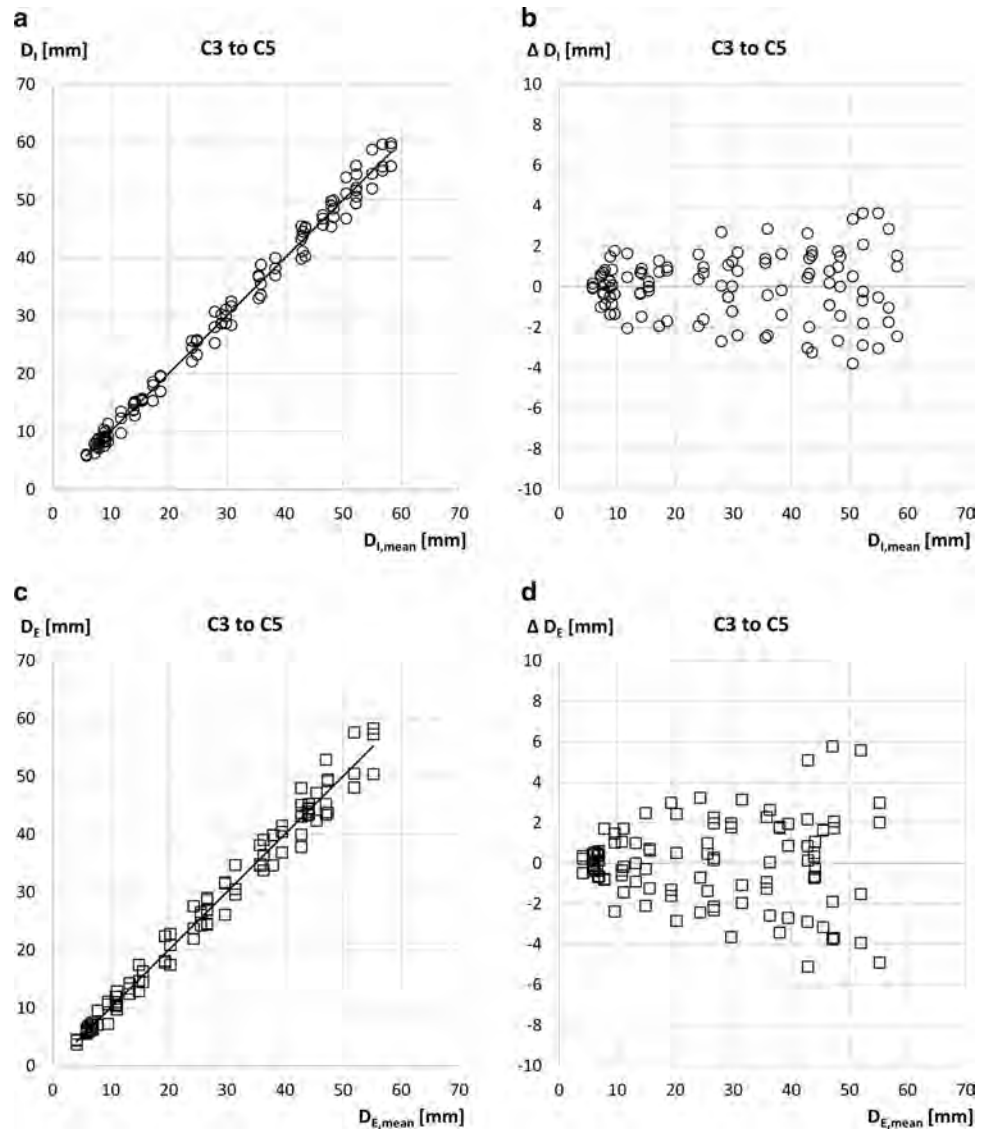 a
D_I [mm] C3 to C5
70
60
50
40
30
20
10
0
0 10 20 30 40 50 60 70
D_I,mean [mm]
b
Δ D_I [mm] C3 to C5
10
8
6
4
2
0
-2
-4
-6
-8
-10
0 10 20 30 40 50 60 70
D_I,mean [mm]
c
D_E [mm] C3 to C5
70
60
50
40
30
20
10
0
0 10 20 30 40 50 60 70
D_E,mean [mm]
d
Δ D_E [mm] C3 to C5
10
8
6
4
2
0
-2
-4
-6
-8
-10
0 10 20 30 40 50 60 70
D_E,mean [mm]